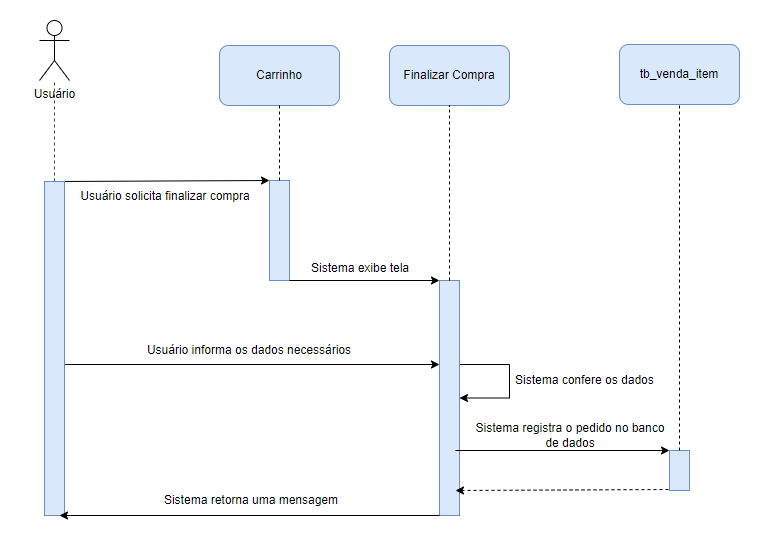 Usuário
Carrinho
Finalizar Compra
tb_venda_item
Usuário solicita finalizar compra
Sistema exibe tela
Usuário informa os dados necessários
Sistema confere os dados
Sistema registra o pedido no banco
de dados
Sistema retorna uma mensagem